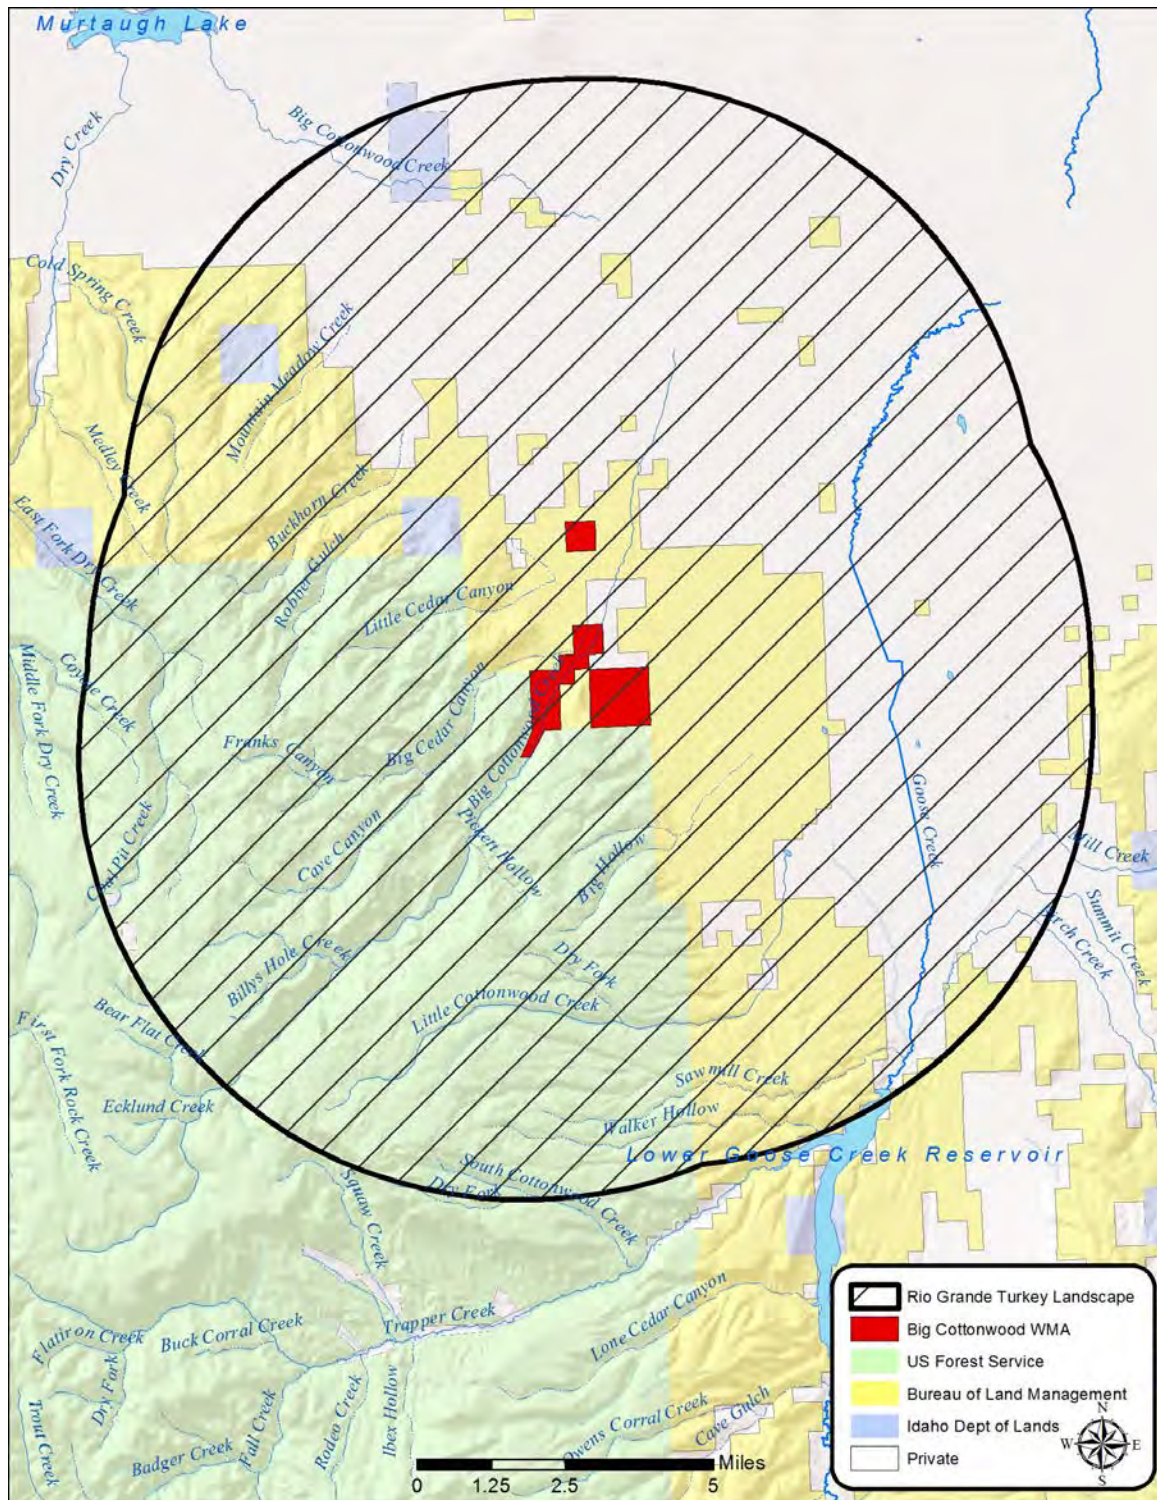 Murtaugh Lake
Dry Creek
Big Cottonwood Creek
Cold Spring Creek
Mountain Meadow Creek
Medley Creek
East Fork Dry Creek
Buckhorn Creek
Robber Gulch
Little Cedar Canyon
Middle Fork Dry Creek
Coyote Creek
Franks Canyon
Big Cedar Canyon
Big Cottonwood Creek
Goose Creek
Picken Hollow
Big Hollow
Mill Creek
Coal Pit Creek
Cave Canyon
Summit Creek
Birch Creek
Billys Hole Creek
Dry Fork
Little Cottonwood Creek
Bear Flat Creek
First Fork Rock Creek
Ecklund Creek
Sawmill Creek
Walker Hollow
Lower Goose Creek Reservoir
South Cottonwood Creek
Dry Fork
Squaw Creek
Trapper Creek
Lone Cedar Canyon
Flatiron Creek
Buck Corral Creek
Dry Fork
Trout Creek
Badger Creek
Fall Creek
Rodeo Creek
Ibex Hollow
Owens Corral Creek
Cave Gulch
Rio Grande Turkey Landscape
Big Cottonwood WMA
US Forest Service
Bureau of Land Management
Idaho Dept of Lands
Private
N
W E
S
Miles
0 1.25 2.5 5